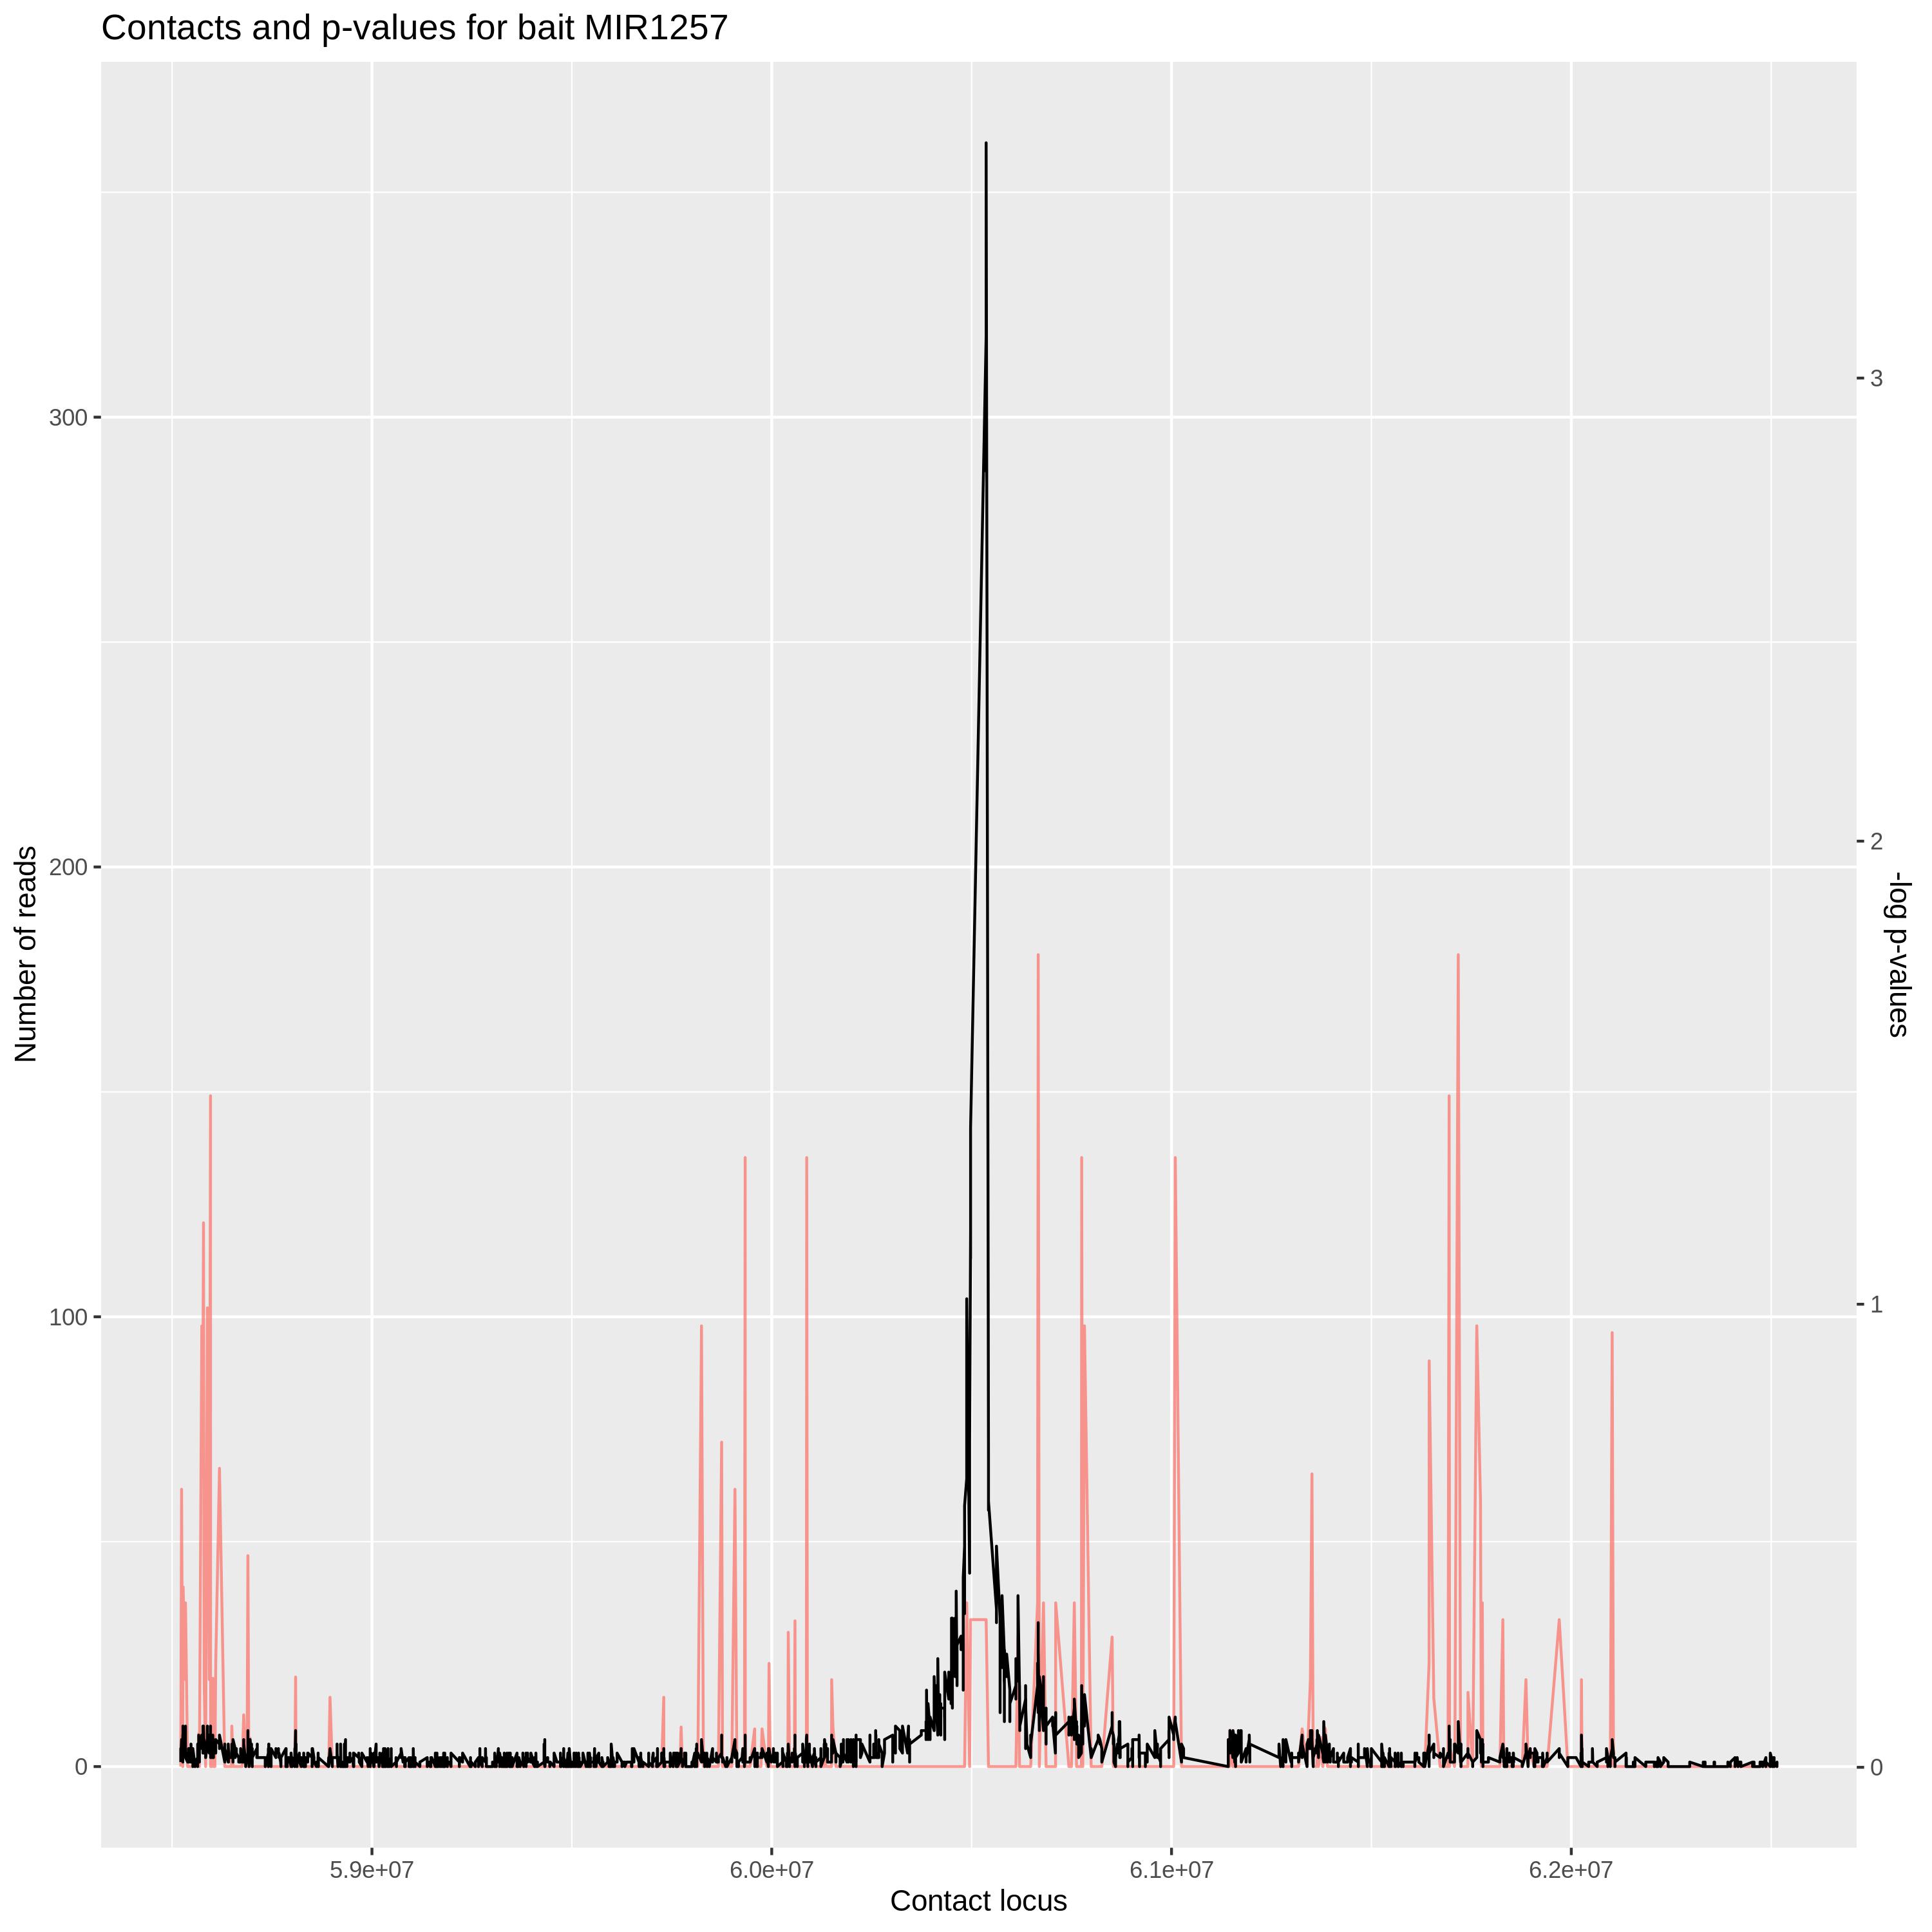 Contacts and p-values for bait MIR1257
Number of reads
300
200
100
0
3
2
1
0
-log p-values
5.9e+07 6.0e+07 6.1e+07 6.2e+07
Contact locus